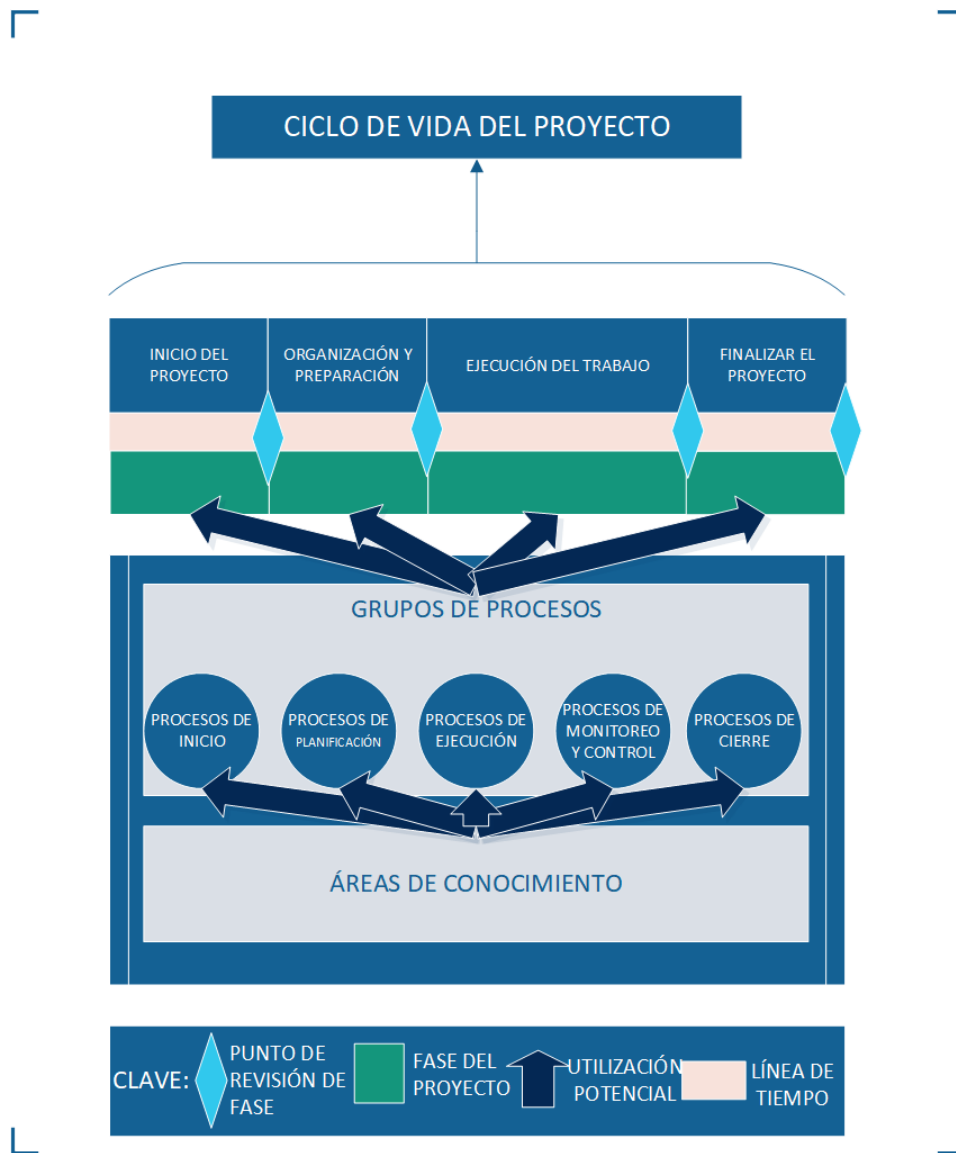 CICLO DE VIDA DEL PROYECTO
INICIO DEL
PROYECTO
ORGANIZACIÓN Y
PREPARACIÓN
EJECUCIÓN DEL TRABAJO
FINALIZAR EL
PROYECTO
GRUPOS DE PROCESOS
PROCESOS DE
INICIO
PROCESOS DE
PLANIFICACIÓN
PROCESOS DE
EJECUCIÓN
PROCESOS DE
MONITOREO
Y CONTROL
PROCESOS DE
CIERRE
ÁREAS DE CONOCIMIENTO
CLAVE:
PUNTO DE
REVISIÓN DE
FASE
FASE DEL
PROYECTO
UTILIZACIÓN
POTENCIAL
LÍNEA DE
TIEMPO